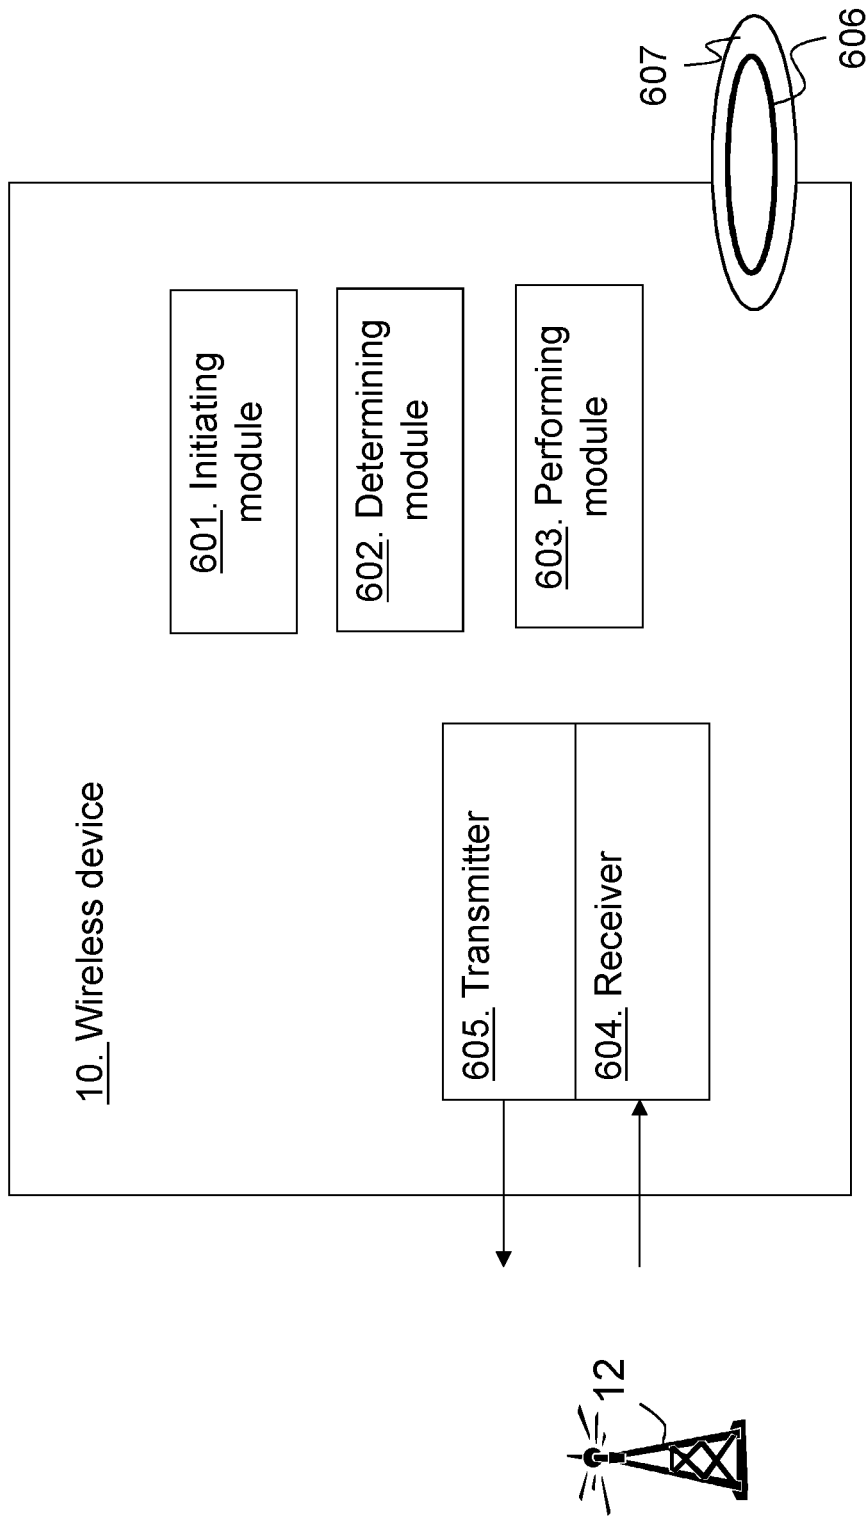 10. Wireless device
601. Initiating
module
602. Determining
module
603. Performing
module
605. Transmitter
604. Receiver
12
607
606